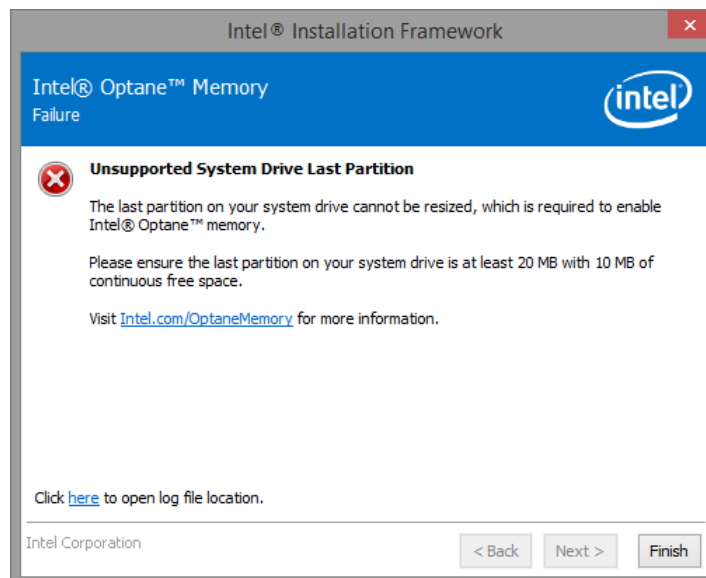 Intel® Installation Framework
Intel® Optane™ Memory
Failure
intel
Unsupported System Drive Last Partition
The last partition on your system drive cannot be resized, which is required to enable
Intel® Optane™ memory.
Please ensure the last partition on your system drive is at least 20 MB with 10 MB of
continuous free space.
Visit Intel.com/OptaneMemory for more information.
Click here to open log file location.
Intel Corporation
< Back
Next >
Finish